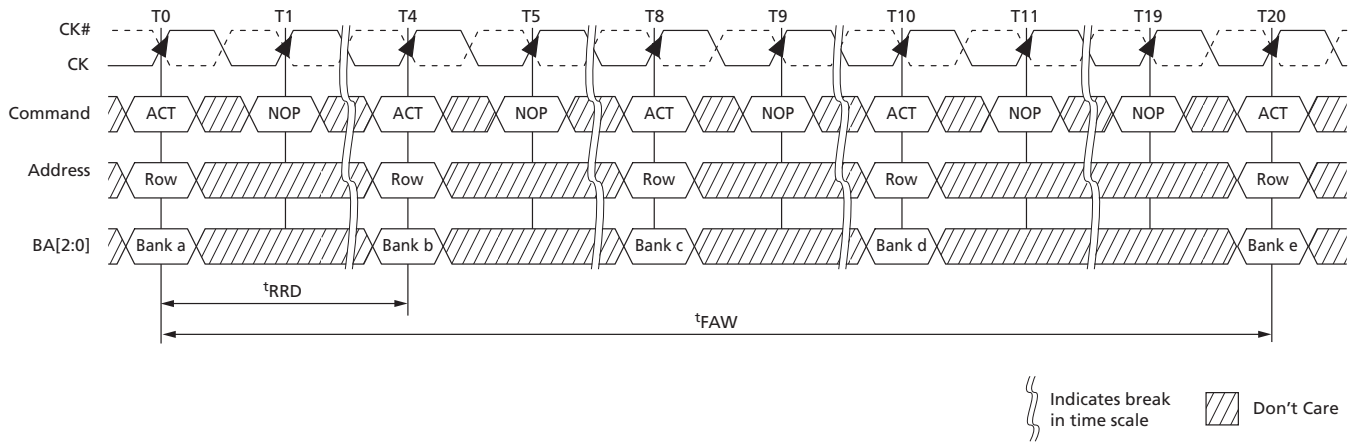 T0 T1 T4 T5 T8 T9 T10 T11 T19 T20
CK#
CK
Command ACT NOP ACT NOP ACT NOP ACT NOP NOP ACT
Address Row Row Row Row Row
BA[2:0] Bank a Bank b Bank c Bank d Bank e
tRRD
tFAW
Indicates break
in time scale
Don't Care